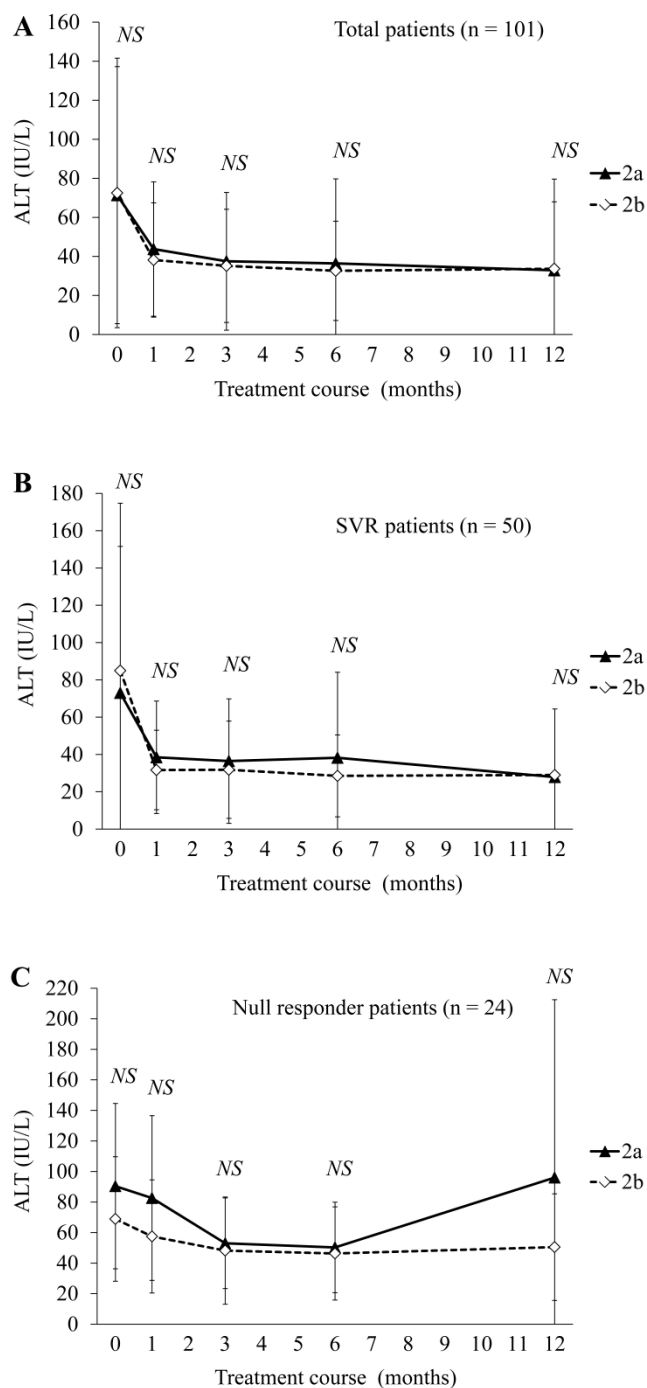 A
Total patients (n = 101)
NS
NS
NS
NS
NS
ALT (IU/L)
160
140
120
100
80
60
40
20
0
2a
2b
0 1 2 3 4 5 6 7 8 9 10 11 12
Treatment course (months)
B
SVR patients (n = 50)
NS
NS
NS
NS
NS
ALT (IU/L)
180
160
140
120
100
80
60
40
20
0
2a
2b
0 1 2 3 4 5 6 7 8 9 10 11 12
Treatment course (months)
C
Null responder patients (n = 24)
NS
NS
NS
NS
NS
ALT (IU/L)
220
200
180
160
140
120
100
80
60
40
20
0
2a
2b
0 1 2 3 4 5 6 7 8 9 10 11 12
Treatment course (months)